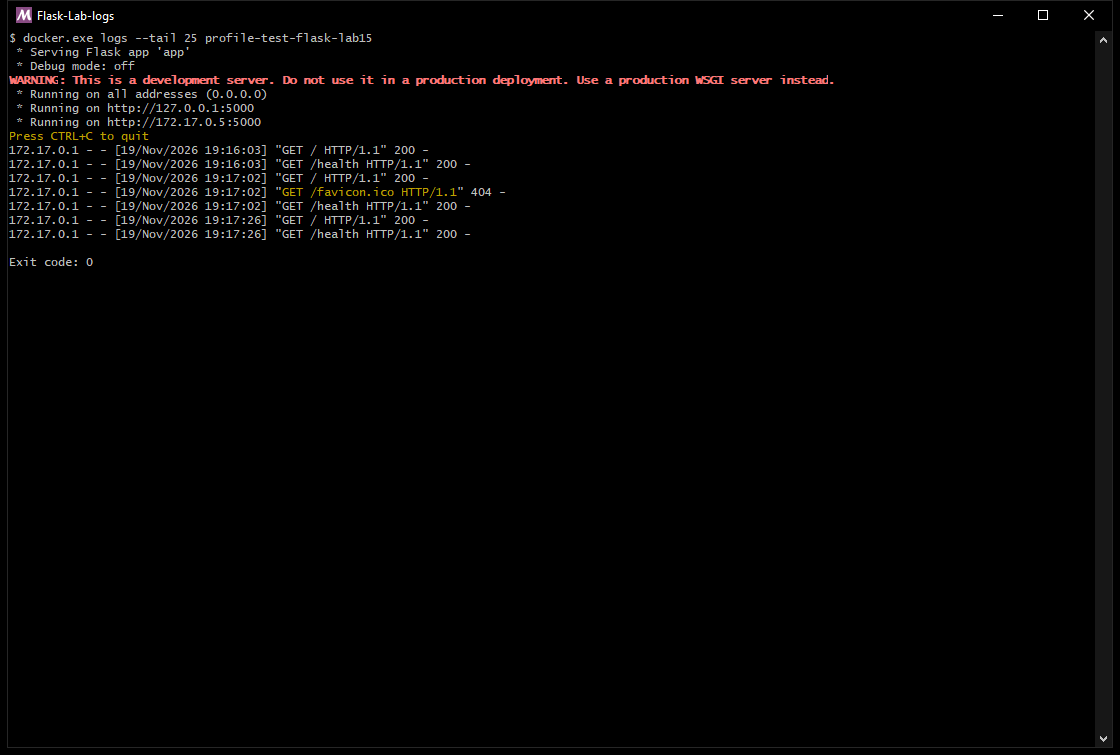 Flask-Lab-logs
$ docker.exe logs --tail 25 profile-test-flask-lab15
 * Serving Flask app 'app'
 * Debug mode: off
WARNING: This is a development server. Do not use it in a production deployment. Use a production WSGI server instead.
 * Running on all addresses (0.0.0.0)
 * Running on http://127.0.0.1:5000
 * Running on http://172.17.0.5:5000
Press CTRL+C to quit
172.17.0.1 - - [19/Nov/2026 19:16:03] "GET / HTTP/1.1" 200 -
172.17.0.1 - - [19/Nov/2026 19:16:03] "GET /health HTTP/1.1" 200 -
172.17.0.1 - - [19/Nov/2026 19:17:02] "GET / HTTP/1.1" 200 -
172.17.0.1 - - [19/Nov/2026 19:17:02] "GET /favicon.ico HTTP/1.1" 404 -
172.17.0.1 - - [19/Nov/2026 19:17:02] "GET /health HTTP/1.1" 200 -
172.17.0.1 - - [19/Nov/2026 19:17:26] "GET / HTTP/1.1" 200 -
172.17.0.1 - - [19/Nov/2026 19:17:26] "GET /health HTTP/1.1" 200 -
Exit code: 0